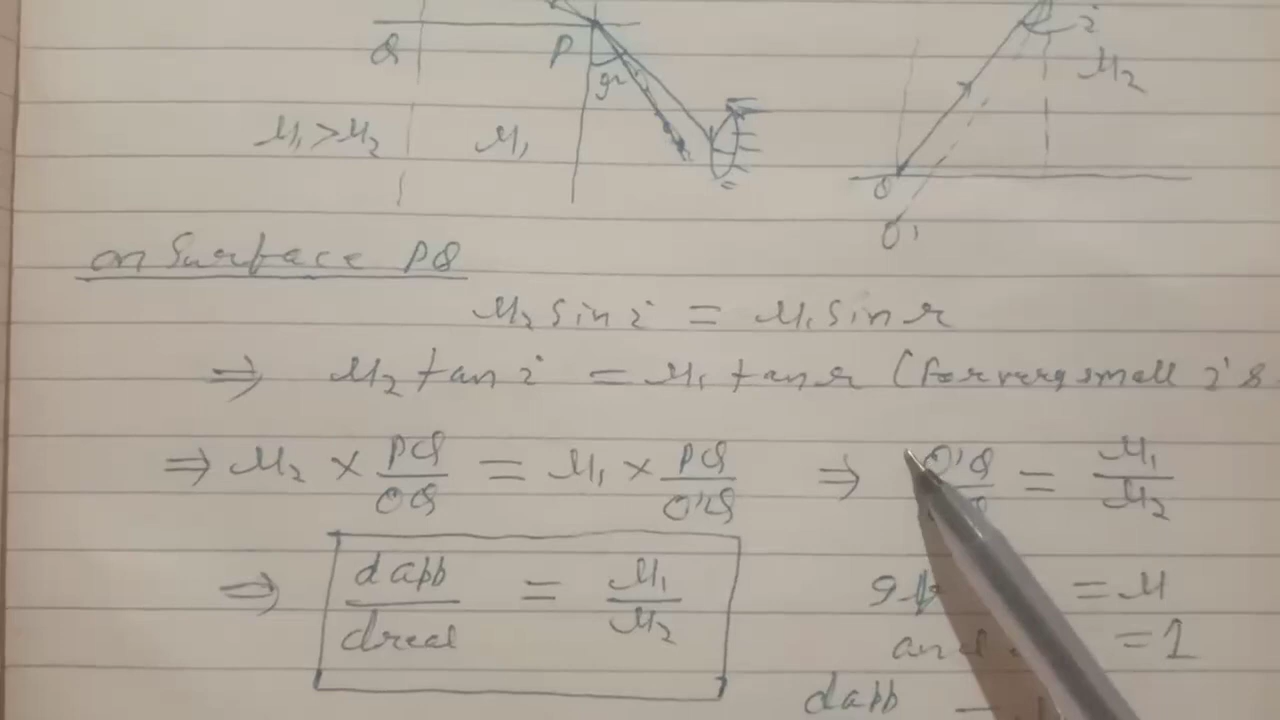 Q P r
μ₁>μ₂ μ₁
i
μ₂
O
O'
on Surface PQ
μ₂ sin i = μ₁ sin r
⇒ μ₂ tan i = μ₁ tan r (for very small i's
⇒ μ₂ × PQ/OQ = μ₁ × PQ/O'Q ⇒ O'Q/ Q = μ₁/μ₂
⇒ dapp/dreal = μ₁/μ₂
= μ
and = 1
dapp =